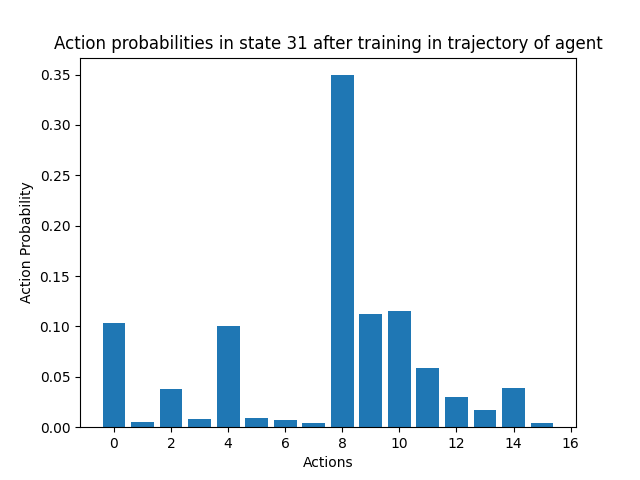 Action probabilities in state 31 after training in trajectory of agent
0.35
0.30
0.25
0.20
0.15
0.10
0.05
0.00
Action Probability
0 2 4 6 8 10 12 14 16
Actions